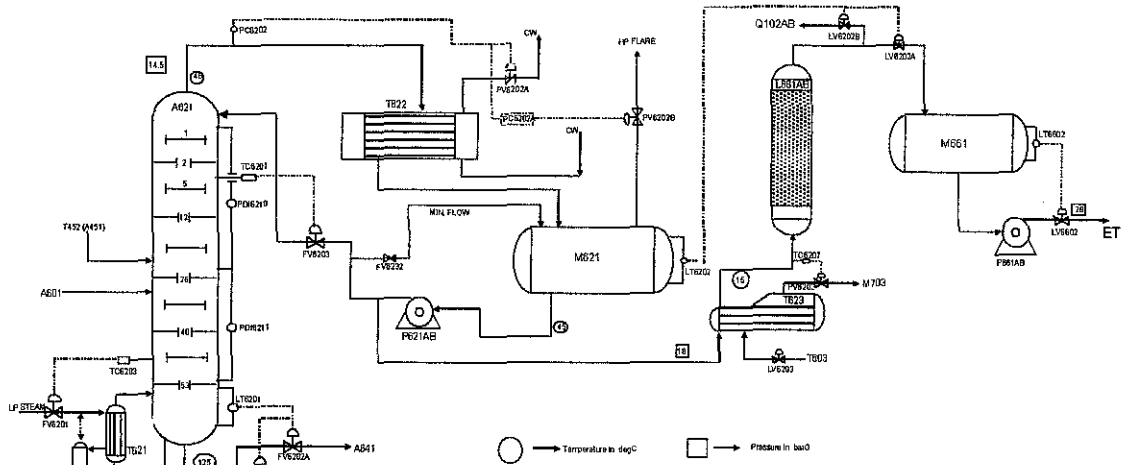 PC6202
CW
Q102AB
LV6202B
LV6202A
HP FLARE
14.5
46
PV6202A
L661AB
A621
T622
PC6202A
PV6202B
M661
LT6602
1
CW
2
TC6201
5
26
PDI6210
MIN. FLOW
ET
12
LV6602
T452 (A451)
P661AB
FV6203
M621
TC6207
FV6232
LT6202
26
15
M703
A601
T623
45
P621AB
40
PDI6211
18
T603
LV6203
TC6203
53
LP STEAM
LT6201
FV6201
T621
A641
FV6202A
Temperature in degC
Pressure in barG
125